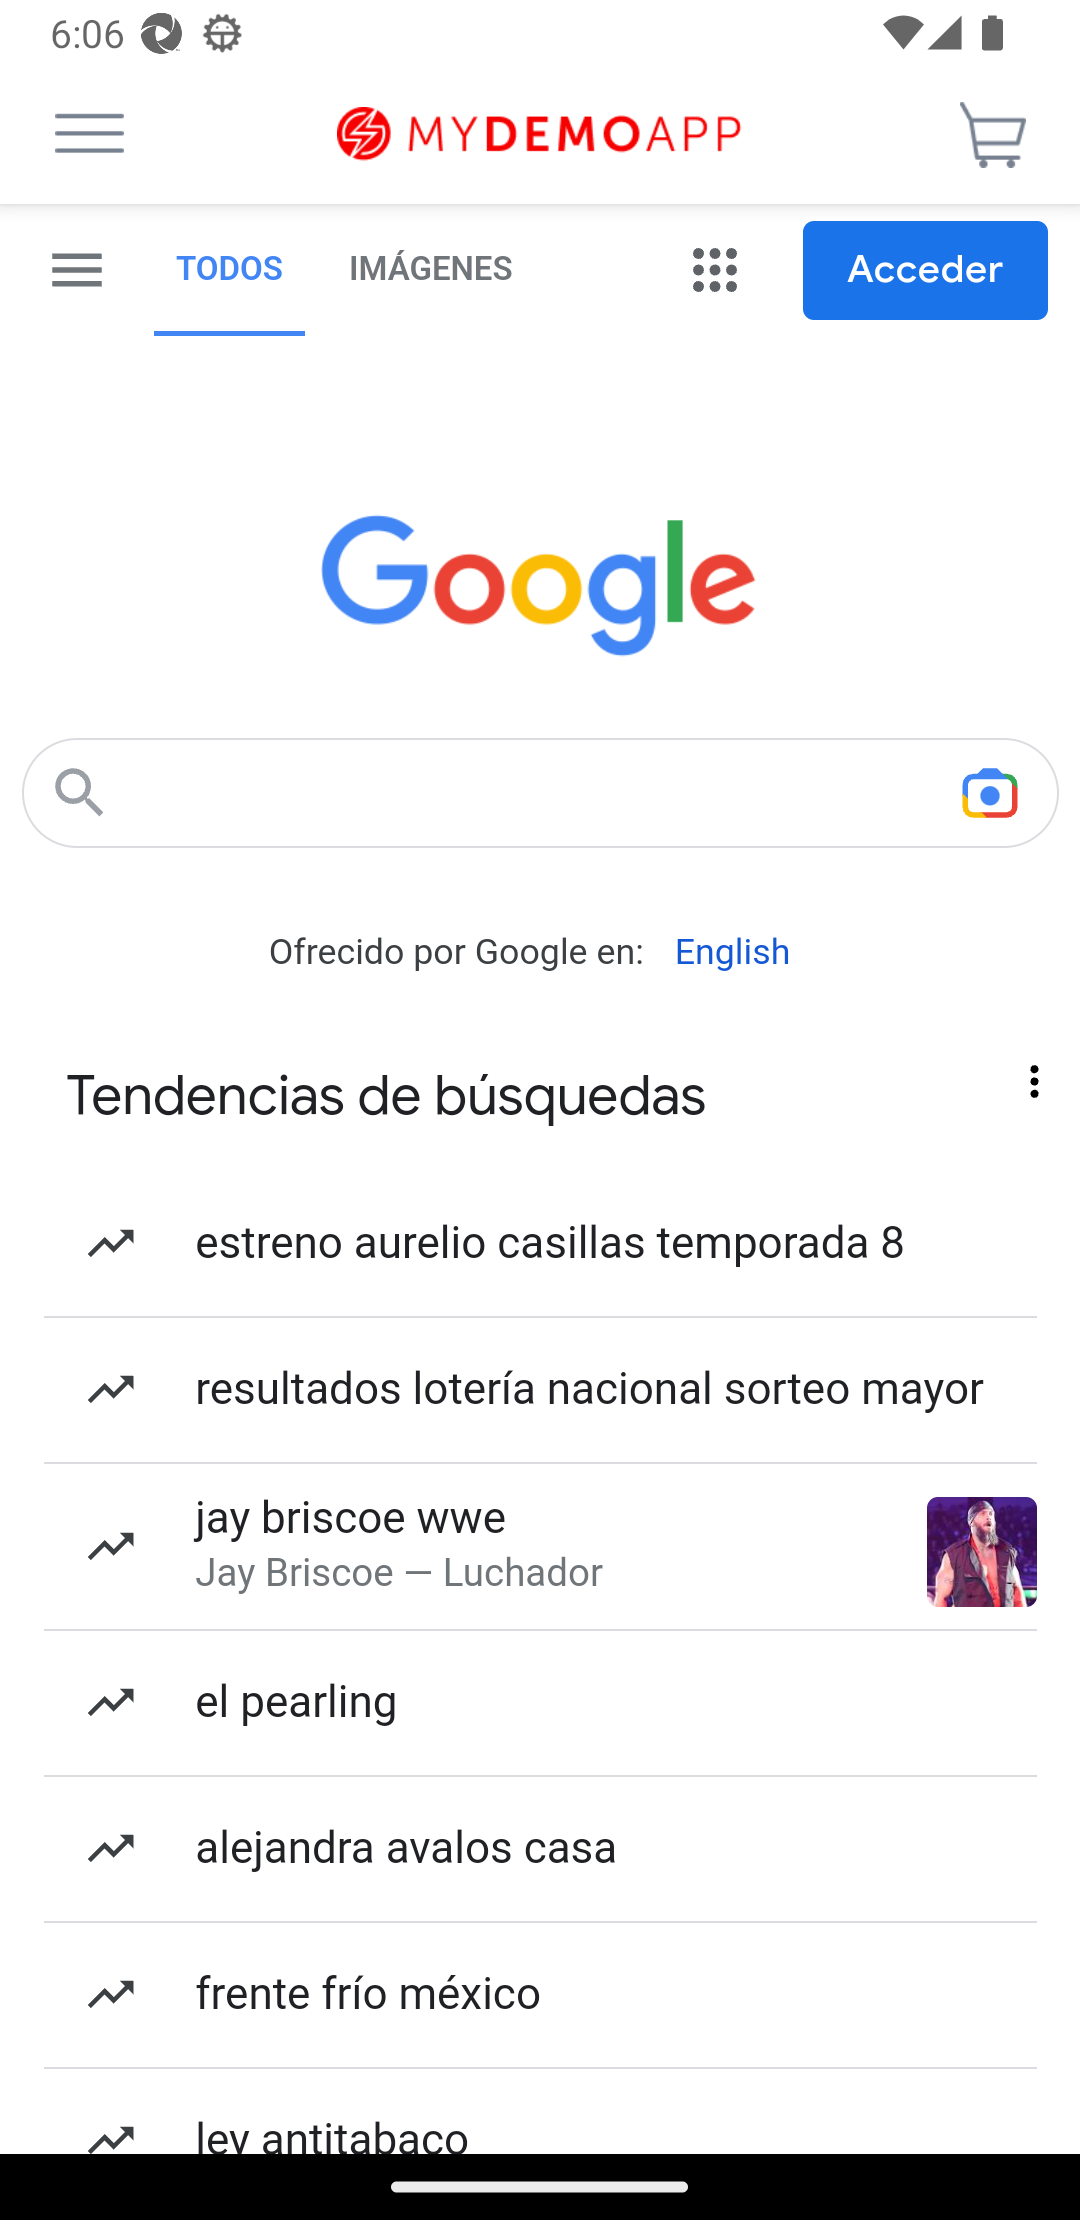 6:06
MYDEMOAPP
TODOS
IMÁGENES
Acceder
Google
Ofrecido por Google en: English
Tendencias de búsquedas
estreno aurelio casillas temporada 8
resultados lotería nacional sorteo mayor
jay briscoe wwe
Jay Briscoe — Luchador
el pearling
alejandra avalos casa
frente frío méxico
ley antitabaco